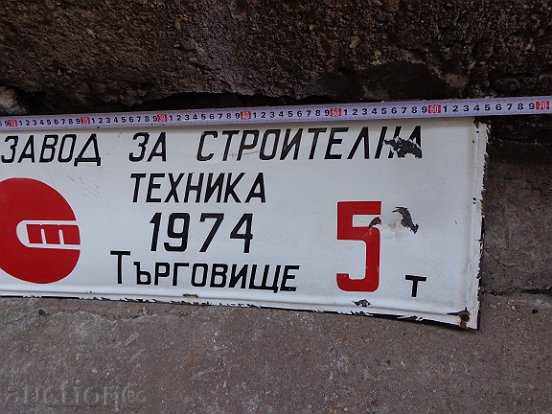 ЗАВОД ЗА СТРОИТЕЛНА
ТЕХНИКА
1974
ТЪРГОВИЩЕ
5 Т